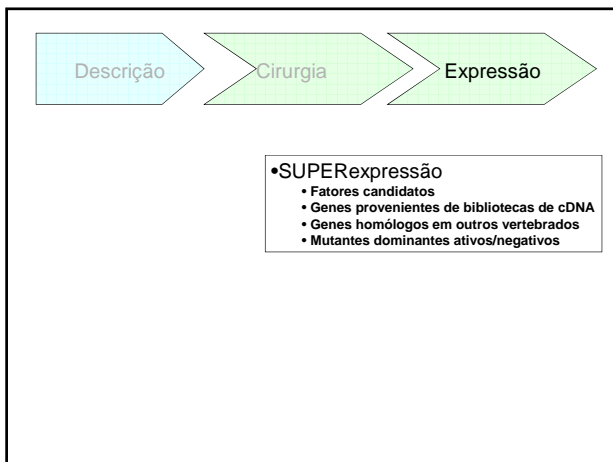 Descrição
Cirurgia
Expressão
•SUPERexpressão
• Fatores candidatos
• Genes provenientes de bibliotecas de cDNA
• Genes homólogos em outros vertebrados
• Mutantes dominantes ativos/negativos